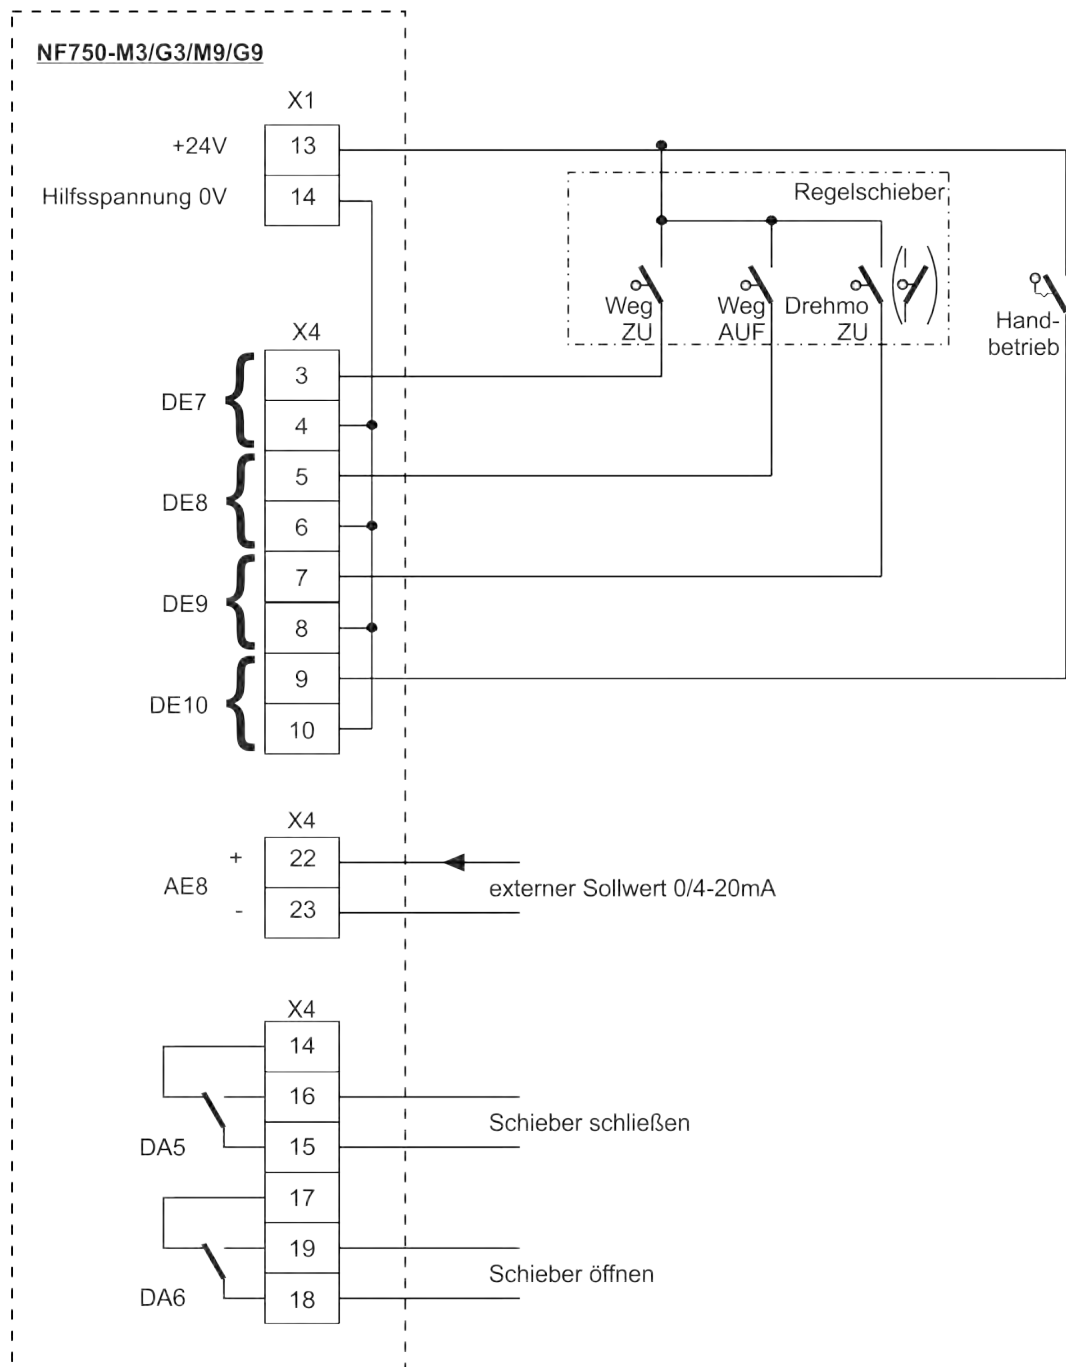 NF750-M3/G3/M9/G9
X1
+24V
13
Hilfsspannung 0V
14
Regelschieber
Weg
ZU
Weg
AUF
Drehmo
ZU
Hand-
betrieb
X4
DE7
3
4
DE8
5
6
DE9
7
8
DE10
9
10
X4
+
22
AE8
externer Sollwert 0/4-20mA
-
23
X4
14
16
Schieber schließen
DA5
15
17
19
Schieber öffnen
DA6
18